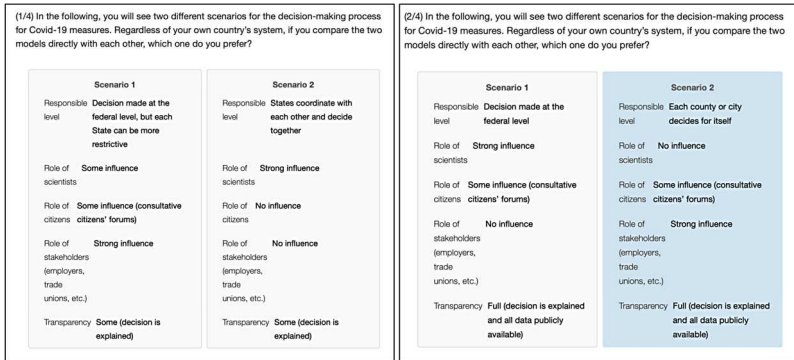 (1/4) In the following, you will see two different scenarios for the decision-making process
for Covid-19 measures. Regardless of your own country's system, if you compare the two
models directly with each other, which one do you prefer?
Scenario 1
Responsible Decision made at the
level federal level, but each
State can be more
restrictive
Role of Some influence
scientists
Role of Some influence (consultative
citizens citizens' forums)
Role of Strong influence
stakeholders
(employers,
trade
unions, etc.)
Transparency Some (decision is
explained)
Scenario 2
Responsible States coordinate with
level each other and decide
together
Role of Strong influence
scientists
Role of No influence
citizens
Role of No influence
stakeholders
(employers,
trade
unions, etc.)
Transparency Some (decision is
explained)
(2/4) In the following, you will see two different scenarios for the decision-making process
for Covid-19 measures. Regardless of your own country's system, if you compare the two
models directly with each other, which one do you prefer?
Scenario 1
Responsible Decision made at the
level federal level
Role of Strong influence
scientists
Role of Some influence (consultative
citizens citizens' forums)
Role of No influence
stakeholders
(employers,
trade
unions, etc.)
Transparency Full (decision is explained
and all data publicly
available)
Scenario 2
Responsible Each county or city
level decides for itself
Role of No influence
scientists
Role of Some influence (consultative
citizens citizens' forums)
Role of Strong influence
stakeholders
(employers,
trade
unions, etc.)
Transparency Full (decision is explained
and all data publicly
available)